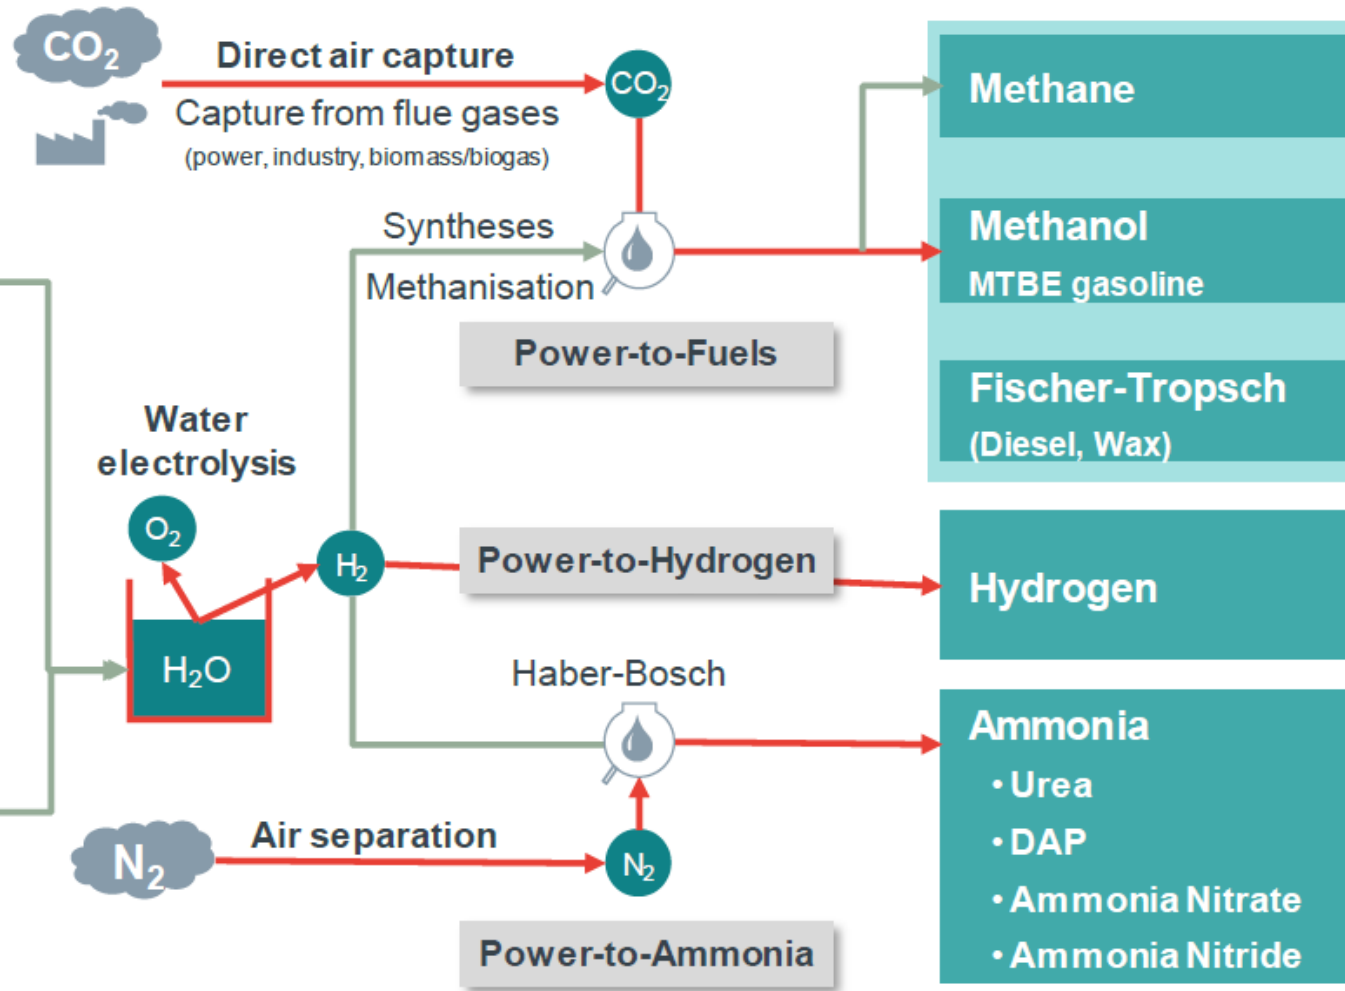 CO₂
Direct air capture
CO₂
Capture from flue gases
(power, industry, biomass/biogas)
Methane
Syntheses
Methanisation
Methanol
MTBE gasoline
Power-to-Fuels
Fischer-Tropsch
(Diesel, Wax)
Water
electrolysis
O₂
H₂
Power-to-Hydrogen
Hydrogen
H₂O
Haber-Bosch
Ammonia
• Urea
• DAP
• Ammonia Nitrate
• Ammonia Nitride
Air separation
N₂
N₂
Power-to-Ammonia